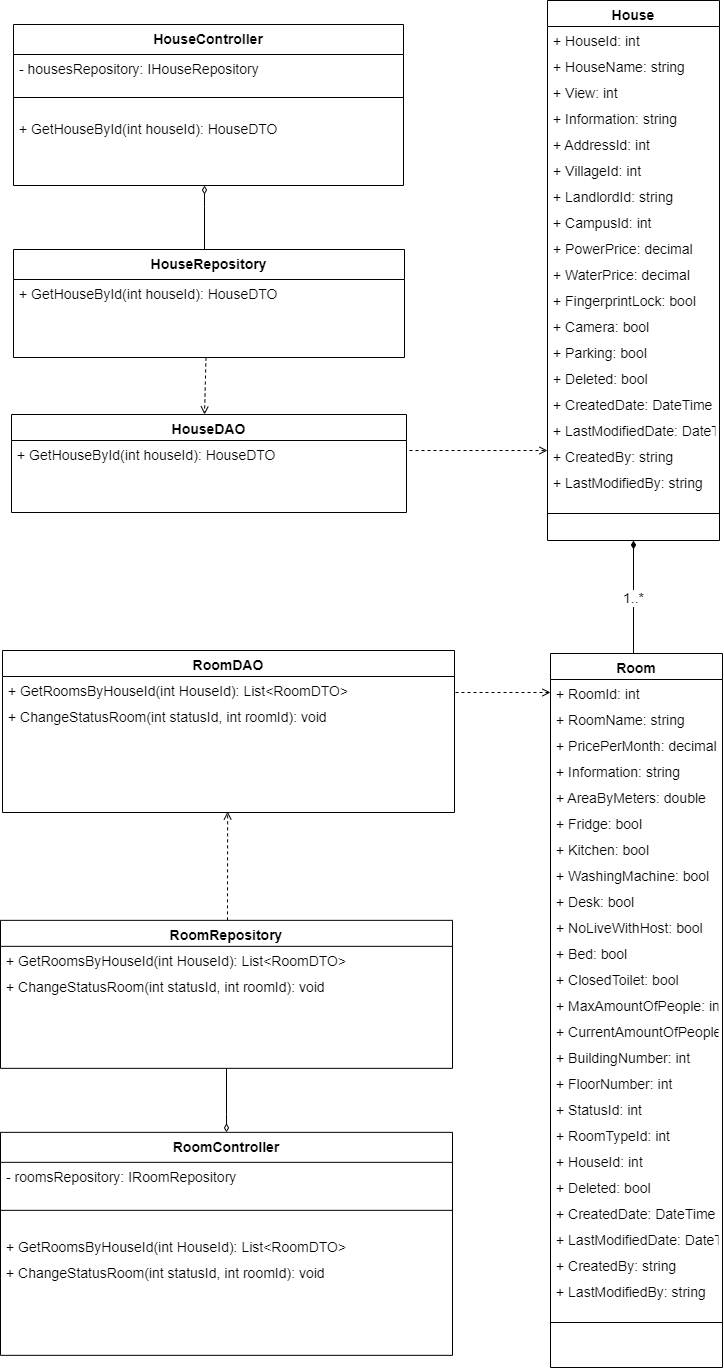 HouseController
- housesRepository: IHouseRepository
+ GetHouseById(int houseId): HouseDTO
HouseRepository
+ GetHouseById(int houseId): HouseDTO
HouseDAO
+ GetHouseById(int houseId): HouseDTO
House
+ HouseId: int
+ HouseName: string
+ View: int
+ Information: string
+ AddressId: int
+ VillageId: int
+ LandlordId: string
+ CampusId: int
+ PowerPrice: decimal
+ WaterPrice: decimal
+ FingerprintLock: bool
+ Camera: bool
+ Parking: bool
+ Deleted: bool
+ CreatedDate: DateTime
+ LastModifiedDate: DateT
+ CreatedBy: string
+ LastModifiedBy: string
1..*
RoomDAO
+ GetRoomsByHouseId(int HouseId): List<RoomDTO>
+ ChangeStatusRoom(int statusId, int roomId): void
RoomRepository
+ GetRoomsByHouseId(int HouseId): List<RoomDTO>
+ ChangeStatusRoom(int statusId, int roomId): void
RoomController
- roomsRepository: IRoomRepository
+ GetRoomsByHouseId(int HouseId): List<RoomDTO>
+ ChangeStatusRoom(int statusId, int roomId): void
Room
+ RoomId: int
+ RoomName: string
+ PricePerMonth: decimal
+ Information: string
+ AreaByMeters: double
+ Fridge: bool
+ Kitchen: bool
+ WashingMachine: bool
+ Desk: bool
+ NoLiveWithHost: bool
+ Bed: bool
+ ClosedToilet: bool
+ MaxAmountOfPeople: in
+ CurrentAmountOfPeople
+ BuildingNumber: int
+ FloorNumber: int
+ StatusId: int
+ RoomTypeId: int
+ HouseId: int
+ Deleted: bool
+ CreatedDate: DateTime
+ LastModifiedDate: DateT
+ CreatedBy: string
+ LastModifiedBy: string